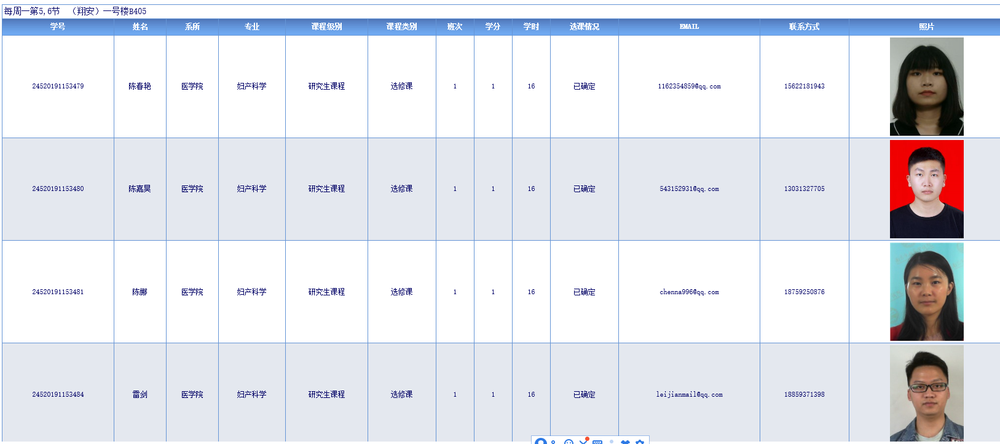 每周一第5,6节 （翔安）一号楼B405
学号 姓名 系所 专业 课程级别 课程类别 班次 学分 学时 选课情况 EMAIL 联系方式 照片
24520191153479 陈春艳 医学院 妇产科学 研究生课程 选修课 1 1 16 已确定 1162354859@qq.com 15622181943
24520191153480 陈嘉昊 医学院 妇产科学 研究生课程 选修课 1 1 16 已确定 543152931@qq.com 13031327705
24520191153481 陈娜 医学院 妇产科学 研究生课程 选修课 1 1 16 已确定 chenna996@qq.com 18759250876
24520191153484 雷剑 医学院 妇产科学 研究生课程 选修课 1 1 16 已确定 leijianmail@qq.com 18859371398